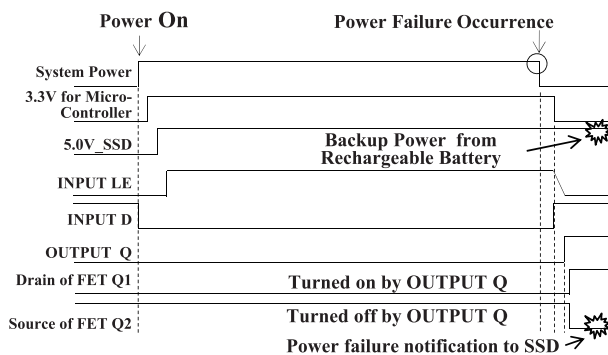 Power On
Power Failure Occurrence
System Power
3.3V for Micro-
Controller
5.0V_SSD
Backup Power from
Rechargeable Battery
INPUT LE
INPUT D
OUTPUT Q
Drain of FET Q1
Turned on by OUTPUT Q
Source of FET Q2
Turned off by OUTPUT Q
Power failure notification to SSD